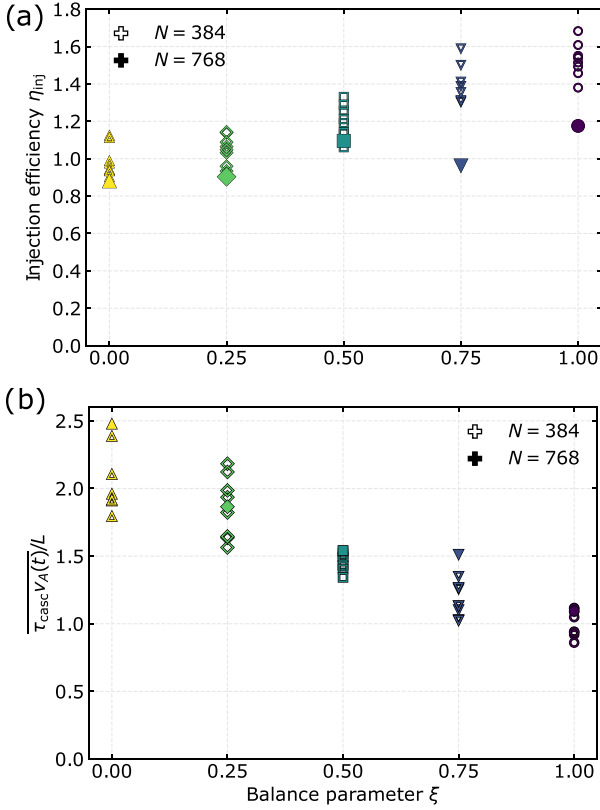 (a)
1.8
1.6
1.4
1.2
1.0
0.8
0.6
0.4
0.2
0.0
Injection efficiency ηinj
N = 384
N = 768
0.00 0.25 0.50 0.75 1.00
(b)
2.5
2.0
1.5
1.0
0.5
0.0
τcascvA(t)/L
N = 384
N = 768
0.00 0.25 0.50 0.75 1.00
Balance parameter ξ